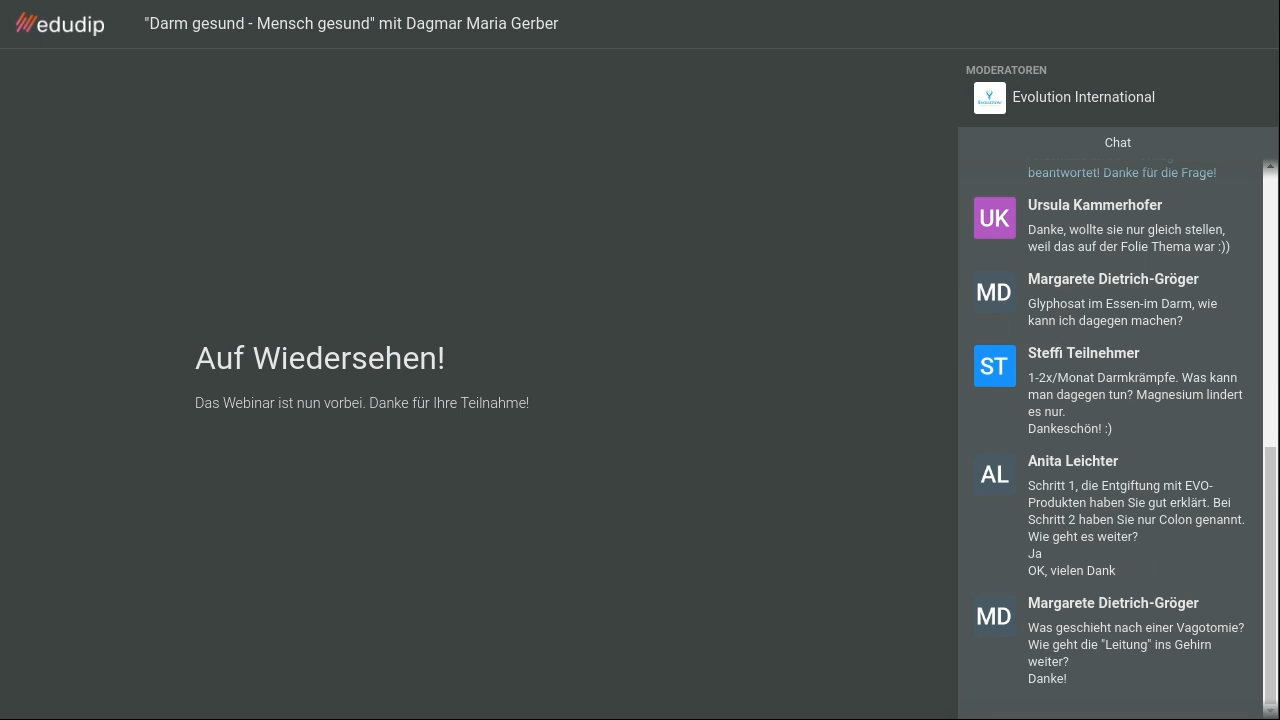 edudip
"Darm gesund - Mensch gesund" mit Dagmar Maria Gerber
MODERATOREN
Evolution International
Chat
beantwortet! Danke für die Frage!
UK
Ursula Kammerhofer
Danke, wollte sie nur gleich stellen,
weil das auf der Folie Thema war :))
MD
Margarete Dietrich-Gröger
Glyphosat im Essen-im Darm, wie
kann ich dagegen machen?
ST
Steffi Teilnehmer
1-2x/Monat Darmkrämpfe. Was kann
man dagegen tun? Magnesium lindert
es nur.
Dankeschön! :)
AL
Anita Leichter
Schritt 1, die Entgiftung mit EVO-
Produkten haben Sie gut erklärt. Bei
Schritt 2 haben Sie nur Colon genannt.
Wie geht es weiter?
Ja
OK, vielen Dank
MD
Margarete Dietrich-Gröger
Was geschieht nach einer Vagotomie?
Wie geht die "Leitung" ins Gehirn
weiter?
Danke!
Auf Wiedersehen!
Das Webinar ist nun vorbei. Danke für Ihre Teilnahme!